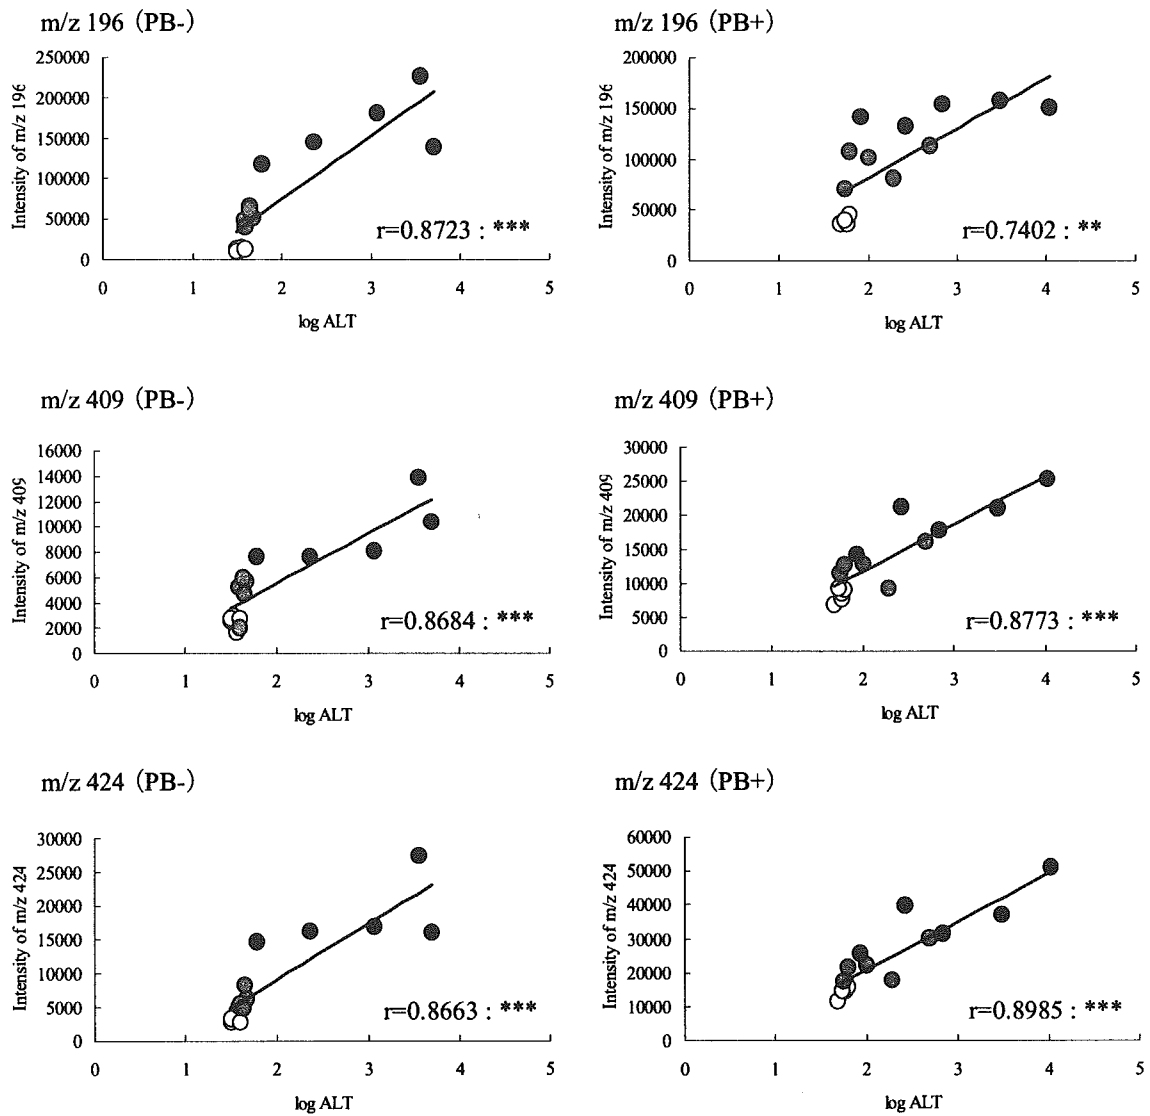 m/z 196 (PB-)
250000
200000
150000
100000
50000
0
Intensity of m/z 196
r=0.8723 : ***
0 1 2 3 4 5
log ALT
m/z 196 (PB+)
200000
150000
100000
50000
0
Intensity of m/z 196
r=0.7402 : **
0 1 2 3 4 5
log ALT
m/z 409 (PB-)
16000
14000
12000
10000
8000
6000
4000
2000
0
Intensity of m/z 409
r=0.8684 : ***
0 1 2 3 4 5
log ALT
m/z 409 (PB+)
30000
25000
20000
15000
10000
5000
0
Intensity of m/z 409
r=0.8773 : ***
0 1 2 3 4 5
log ALT
m/z 424 (PB-)
30000
25000
20000
15000
10000
5000
0
Intensity of m/z 424
r=0.8663 : ***
0 1 2 3 4 5
log ALT
m/z 424 (PB+)
60000
50000
40000
30000
20000
10000
0
Intensity of m/z 424
r=0.8985 : ***
0 1 2 3 4 5
log ALT